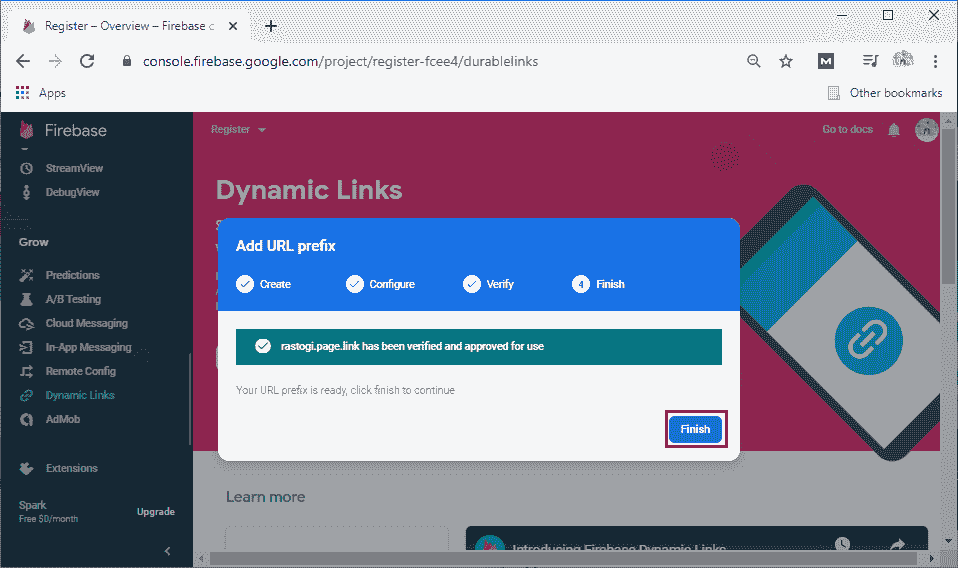 Register – Overview – Firebase c
console.firebase.google.com/project/register-fcee4/durablelinks
M
Apps
Other bookmarks
Firebase
Register
Go to docs
StreamView
DebugView
Dynamic Links
Grow
Add URL prefix
Create
Configure
Verify
4 Finish
Predictions
A/B Testing
Cloud Messaging
In-App Messaging
Remote Config
Dynamic Links
AdMob
rastogi.page.link has been verified and approved for use
Your URL prefix is ready, click finish to continue
Finish
Extensions
Learn more
Spark
Free $0/month
Upgrade
Introducing Firebase Dynamic Links